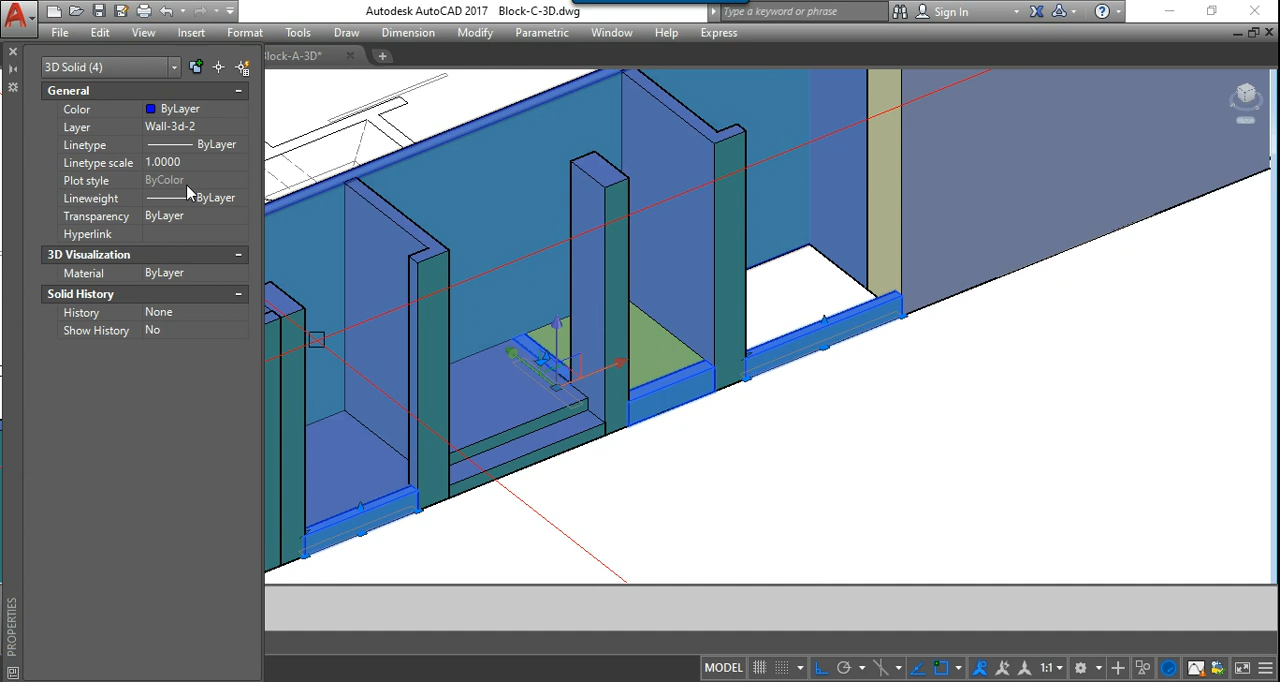 Autodesk AutoCAD 2017 Block-C-3D.dwg
Type a keyword or phrase
Sign In
File Edit View Insert Format Tools Draw Dimension Modify Parametric Window Help Express
Block-A-3D*
3D Solid (4)
General
Color ByLayer
Layer Wall-3d-2
Linetype ByLayer
Linetype scale 1.0000
Plot style ByColor
Lineweight ByLayer
Transparency ByLayer
Hyperlink
3D Visualization
Material ByLayer
Solid History
History None
Show History No
PROPERTIES
MODEL 1:1